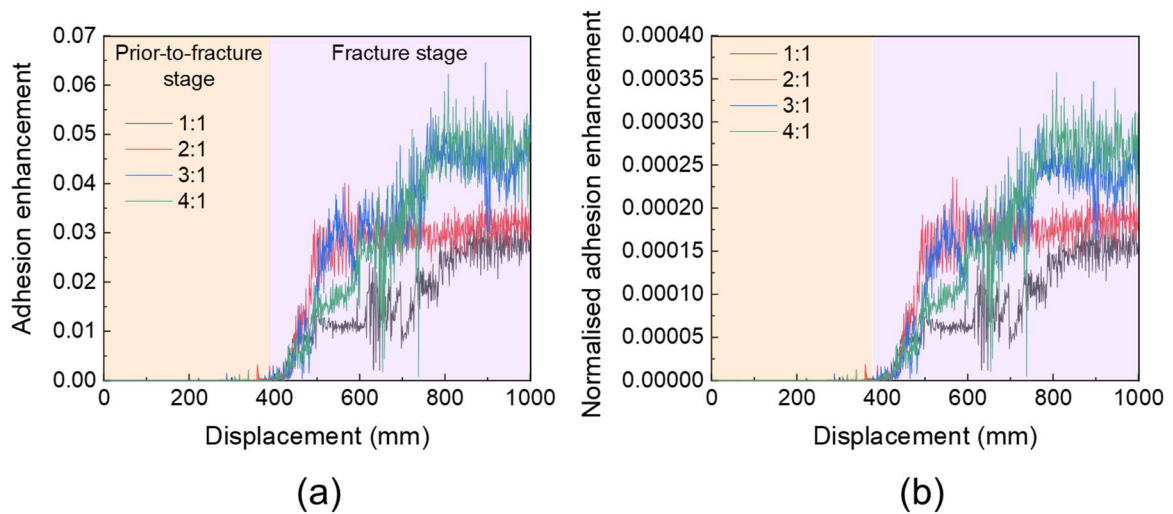 0.07
0.06
0.05
0.04
0.03
0.02
0.01
0.00
Adhesion enhancement
Prior-to-fracture
stage
Fracture stage
1:1
2:1
3:1
4:1
0 200 400 600 800 1000
Displacement (mm)
(a)
0.00040
0.00035
0.00030
0.00025
0.00020
0.00015
0.00010
0.00005
0.00000
Normalised adhesion enhancement
1:1
2:1
3:1
4:1
0 200 400 600 800 1000
Displacement (mm)
(b)